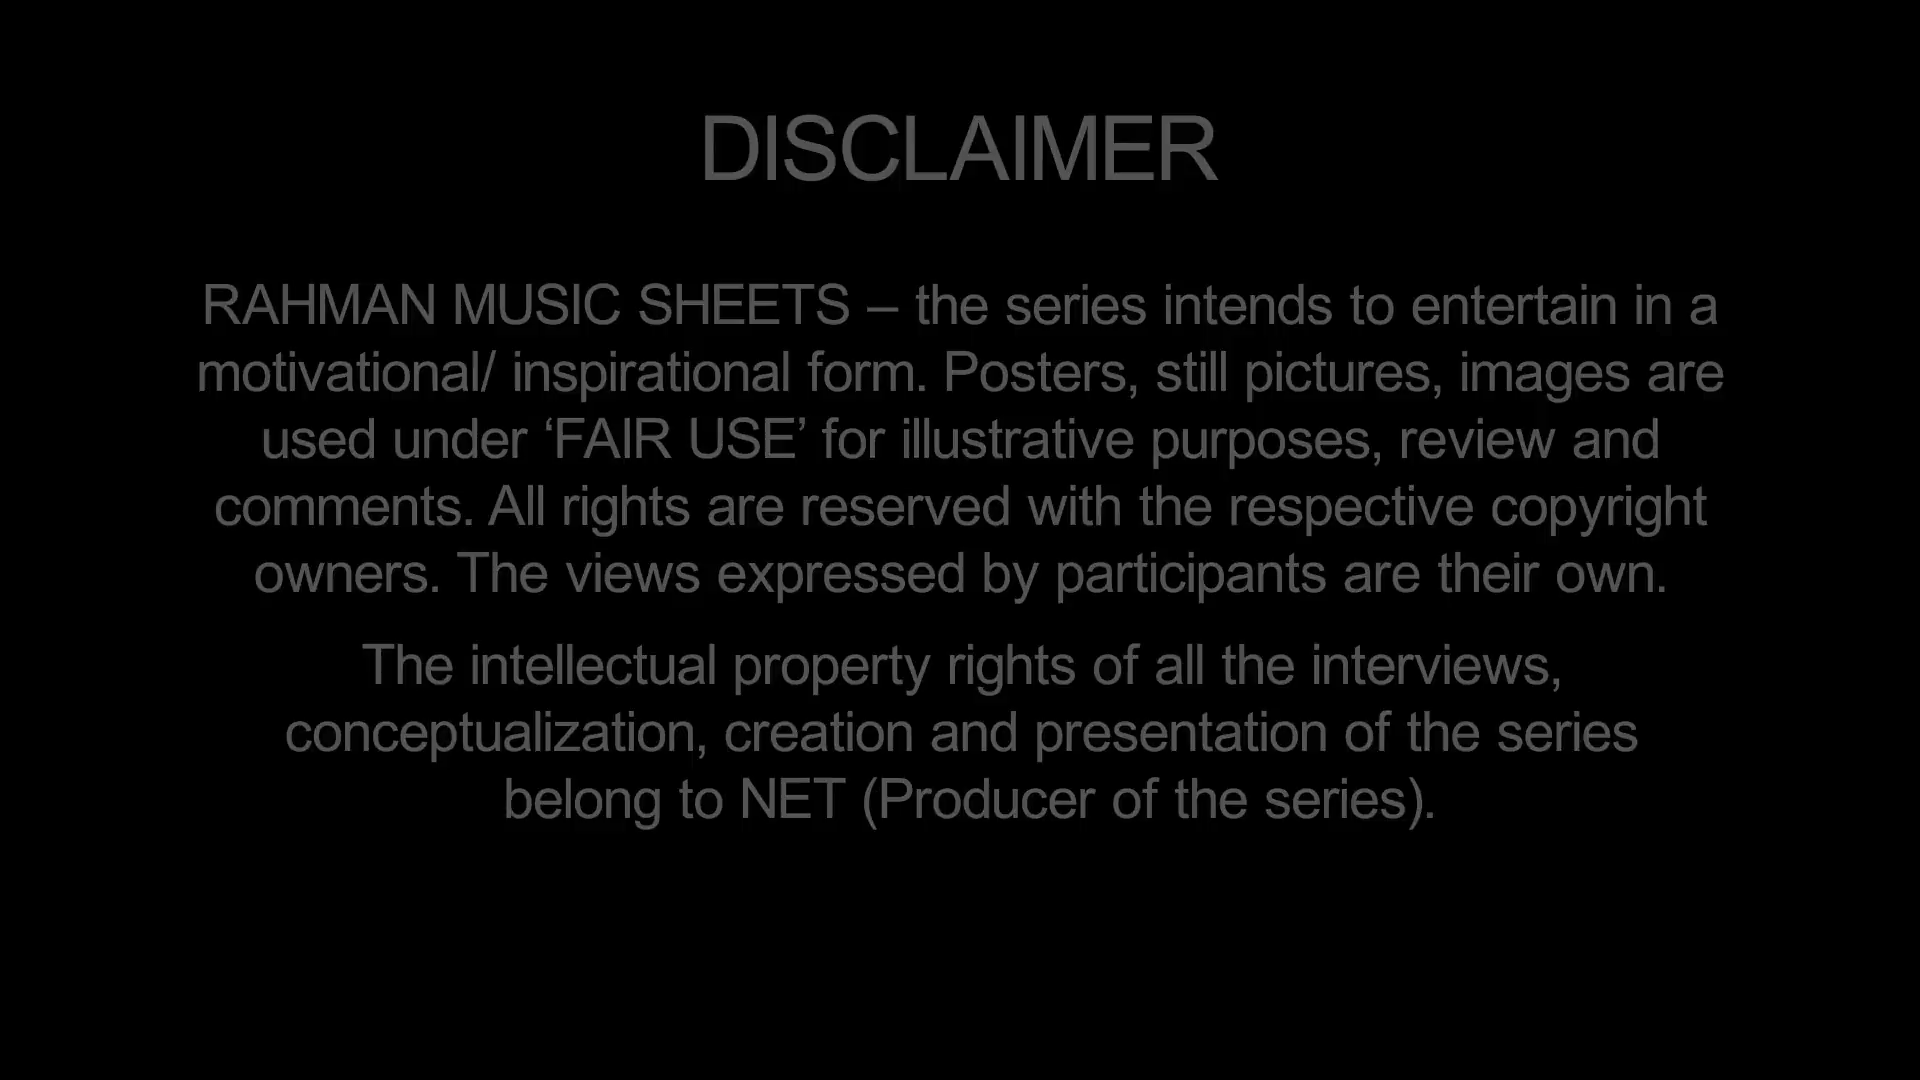 DISCLAIMER
RAHMAN MUSIC SHEETS – the series intends to entertain in a
motivational/ inspirational form. Posters, still pictures, images are
used under ‘FAIR USE’ for illustrative purposes, review and
comments. All rights are reserved with the respective copyright
owners. The views expressed by participants are their own.
The intellectual property rights of all the interviews,
conceptualization, creation and presentation of the series
belong to NET (Producer of the series).